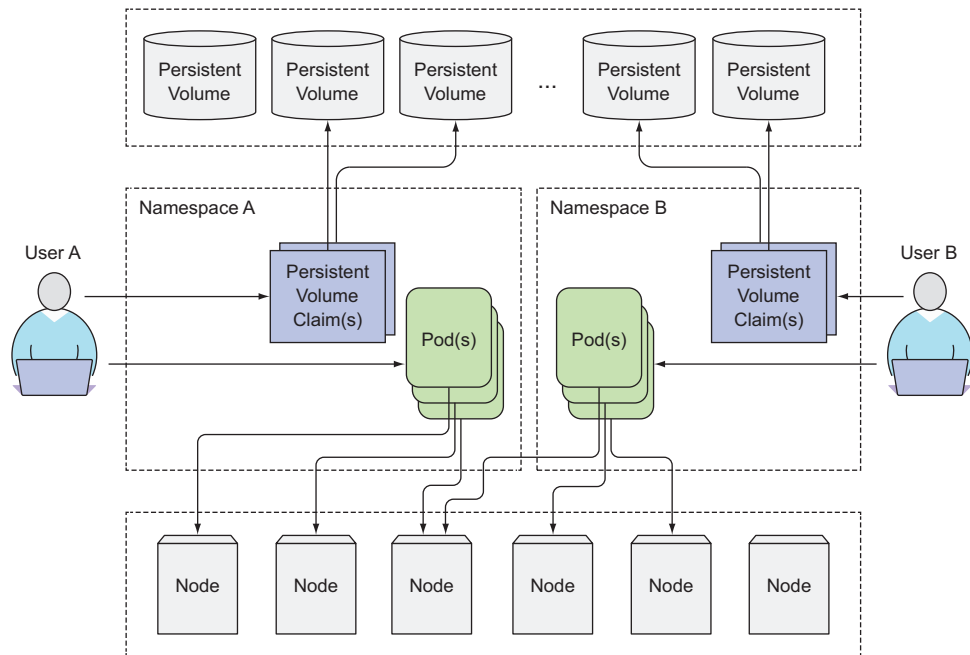 Persistent
Volume
Persistent
Volume
Persistent
Volume
...
Persistent
Volume
Persistent
Volume
Namespace A
Namespace B
User A
User B
Persistent
Volume
Claim(s)
Pod(s)
Pod(s)
Persistent
Volume
Claim(s)
Node
Node
Node
Node
Node
Node